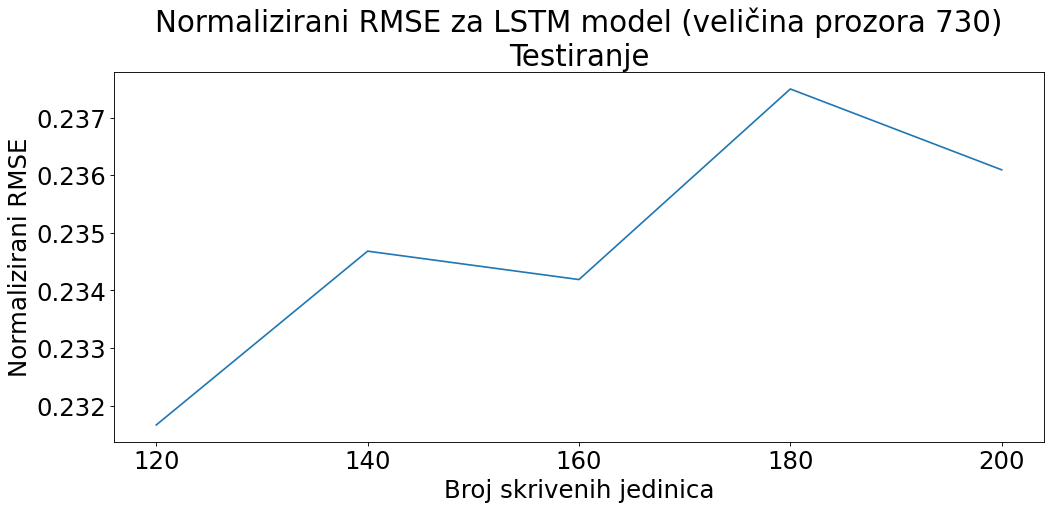 Normalizirani RMSE za LSTM model (veličina prozora 730)
Testiranje
Normalizirani RMSE
0.237
0.236
0.235
0.234
0.233
0.232
120 140 160 180 200
Broj skrivenih jedinica